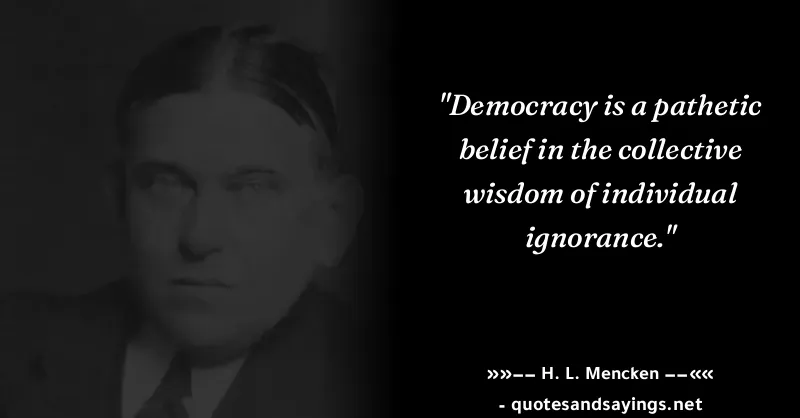 "Democracy is a pathetic
belief in the collective
wisdom of individual
ignorance."
»»–– H. L. Mencken ––««
- quotesandsayings.net